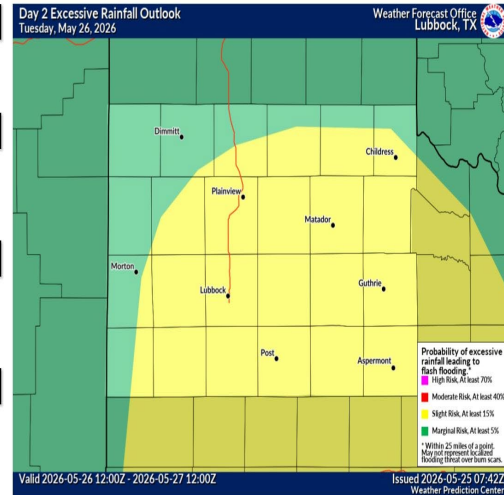 Day 2 Excessive Rainfall Outlook
Tuesday, May 26, 2026
Weather Forecast Office
Lubbock, TX
Dimmitt
Childress
Plainview
Matador
Morton
Lubbock
Guthrie
Post
Aspermont
Probability of excessive
rainfall leading to
flash flooding.*
High Risk, At least 70%
Moderate Risk, At least 40%
Slight Risk, At least 15%
Marginal Risk, At least 5%
* Within 25 miles of a point.
May not represent localized
flooding threat over burn scars.
Valid 2026-05-26 12:00Z - 2026-05-27 12:00Z
Issued 2026-05-25 07:42Z
Weather Prediction Center